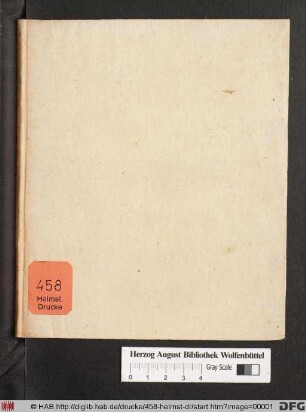 458
Helmst.
Drucke
Herzog August Bibliothek Wolfenbüttel
Gray Scale
0 1 2 3 4
© HAB http://diglib.hab.de/drucke/458-helmst-dr/start.htm?image=00001
DFG